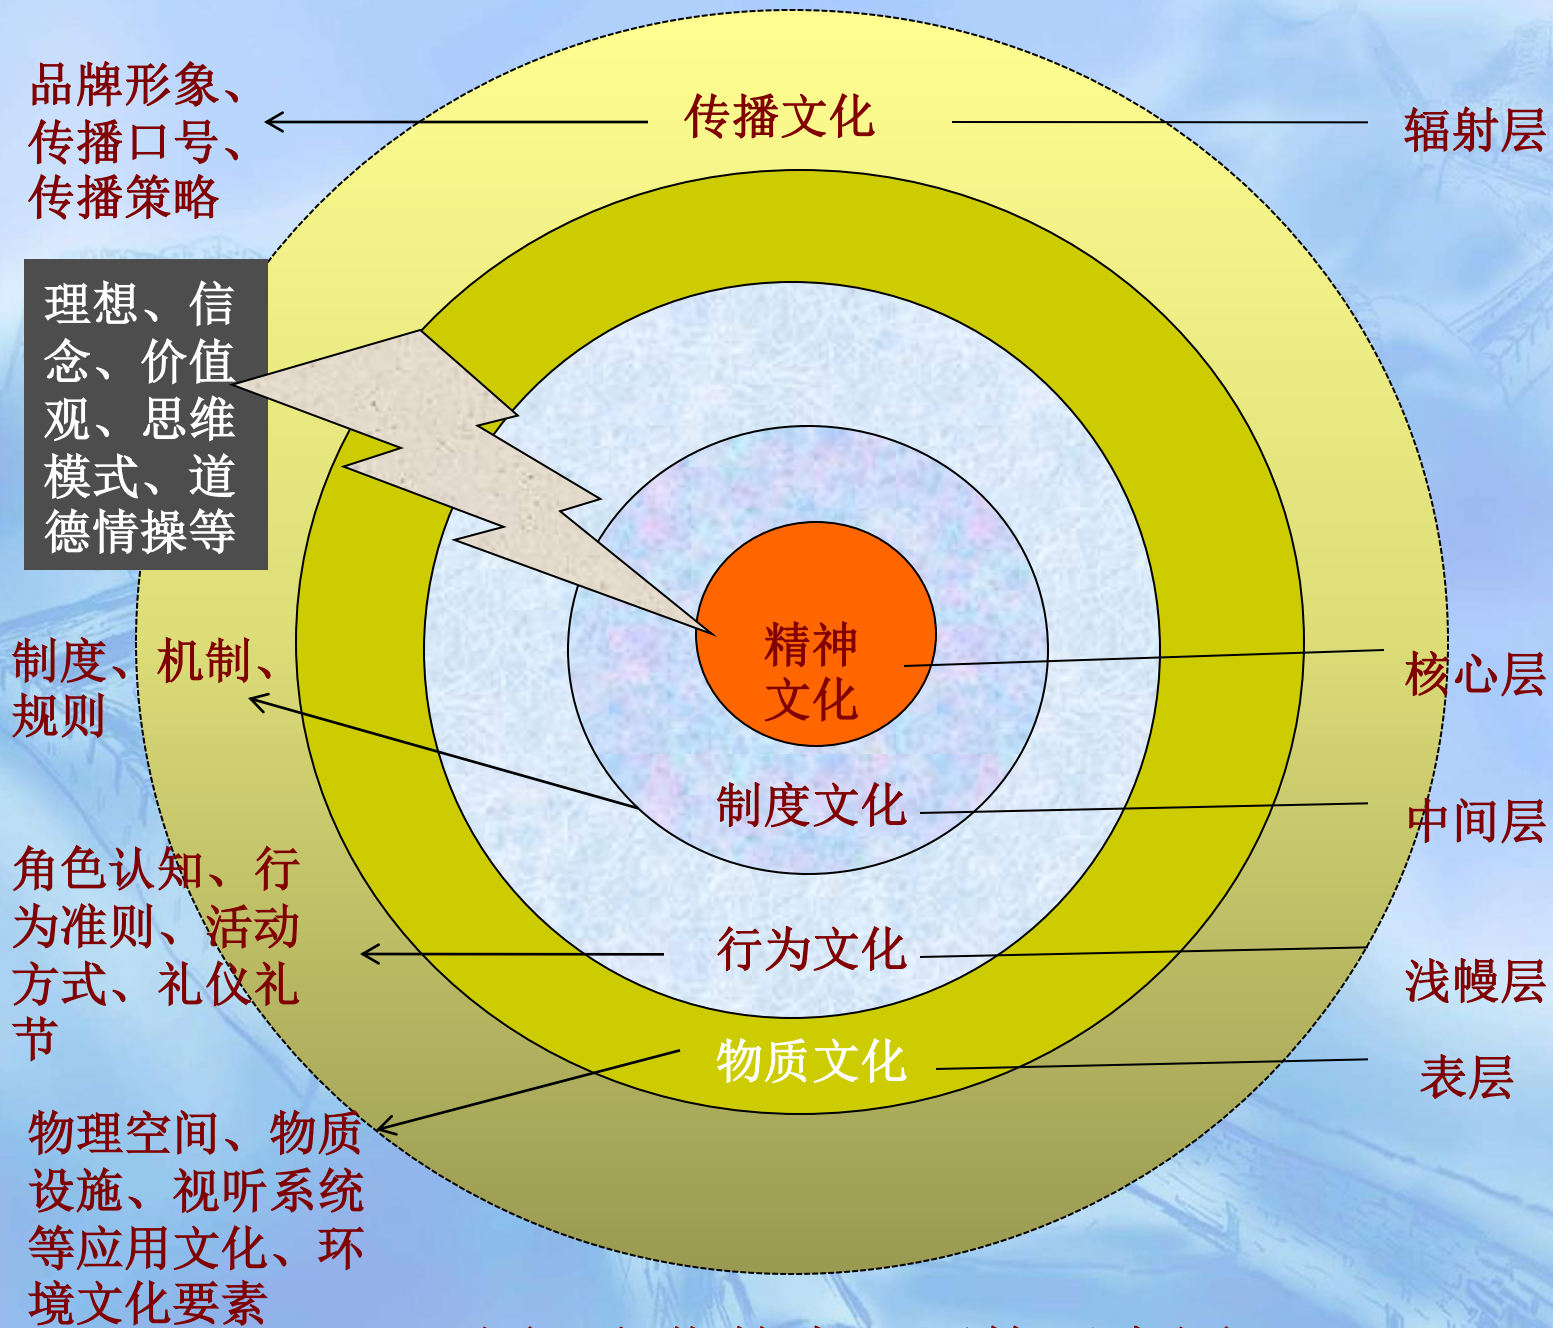 品牌形象、
传播口号、
传播策略
传播文化
辐射层
理想、信
念、价值
观、思维
模式、道
德情操等
精神
文化
核心层
制度、机制、
规则
制度文化
中间层
角色认知、行
为准则、活动
方式、礼仪礼
节
行为文化
浅幔层
物质文化
表层
物理空间、物质
设施、视听系统
等应用文化、环
境文化要素